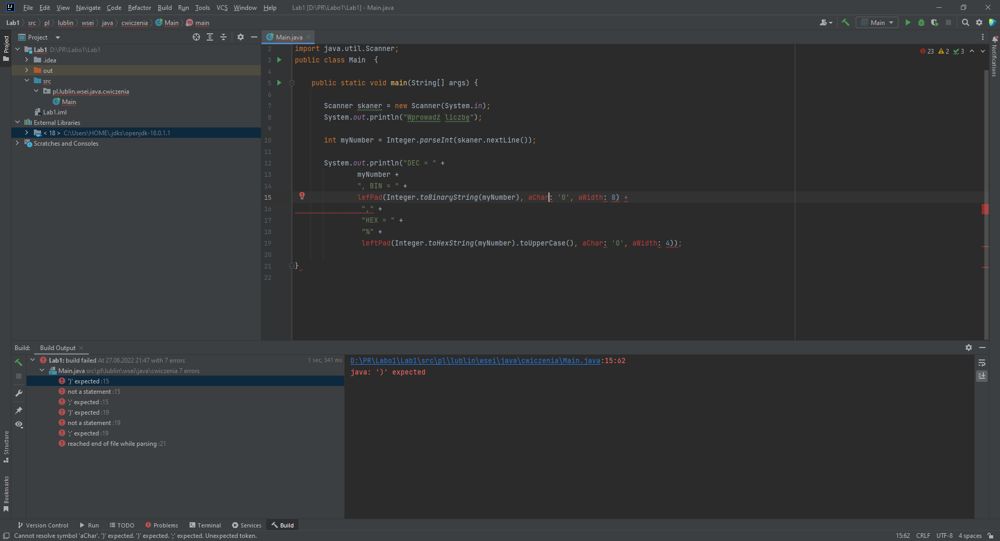 File Edit View Navigate Code Refactor Build Run Tools VCS Window Help Lab1 [D:\PR\Labo1\Lab1] - Main.java
Lab1 src pl lublin wsei java cwiczenia Main main Main
Project Main.java
Project
Lab1 D:\PR\Labo1\Lab1
.idea
out
src
pl.lublin.wsei.java.cwiczenia
Main
Lab1.iml
External Libraries
< 18 > C:\Users\HOME\.jdks\openjdk-18.0.1.1
Scratches and Consoles
23 2 3
Notifications
2 import java.util.Scanner;
3 public class Main {
4
5 public static void main(String[] args) {
6
7 Scanner skaner = new Scanner(System.in);
8 System.out.println("Wprowadź liczbę");
9
10 int myNumber = Integer.parseInt(skaner.nextLine());
11
12 System.out.println("DEC = " +
13 myNumber +
14 ", BIN = " +
15 lefPad(Integer.toBinaryString(myNumber), aChar: '0', aWidth: 8) +
16 "," +
17 "HEX = " +
18 "%" +
19 leftPad(Integer.toHexString(myNumber).toUpperCase(), aChar: '0', aWidth: 4));
20
21 }
22
Build: Build Output
Lab1: build failed At 27.06.2022 21:47 with 7 errors 1 sec, 341 ms
Main.java src\pl\lublin\wsei\java\cwiczenia 7 errors
')' expected :15
not a statement :15
';' expected :15
')' expected :19
not a statement :19
';' expected :19
reached end of file while parsing :21
D:\PR\Labo1\Lab1\src\pl\lublin\wsei\java\cwiczenia\Main.java:15:62
java: ')' expected
Structure
Bookmarks
Version Control Run TODO Problems Terminal Services Build
Cannot resolve symbol 'aChar'. ')' expected. ')' expected. ';' expected. Unexpected token. 15:62 CRLF UTF-8 4 spaces